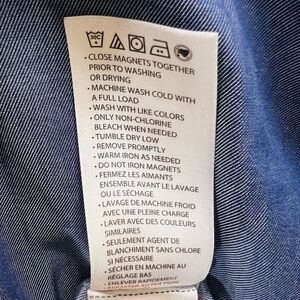 30C
• CLOSE MAGNETS TOGETHER
PRIOR TO WASHING
OR DRYING
• MACHINE WASH COLD WITH
A FULL LOAD
• WASH WITH LIKE COLORS
• ONLY NON-CHLORINE
BLEACH WHEN NEEDED
• TUMBLE DRY LOW
• REMOVE PROMPTLY
• WARM IRON AS NEEDED
• DO NOT IRON MAGNETS
• FERMEZ LES AIMANTS
ENSEMBLE AVANT LE LAVAGE
OU LE SÉCHAGE
• LAVAGE DE MACHINE FROID
AVEC UNE PLEINE CHARGE
• LAVER AVEC DES COULEURS
SIMILAIRES
• SEULEMENT AGENT DE
BLANCHIMENT SANS CHLORE
SI NÉCESSAIRE
• SÉCHER EN MACHINE AU
RÉGLAGE BAS
• ENLEVER RAPIDEMENT